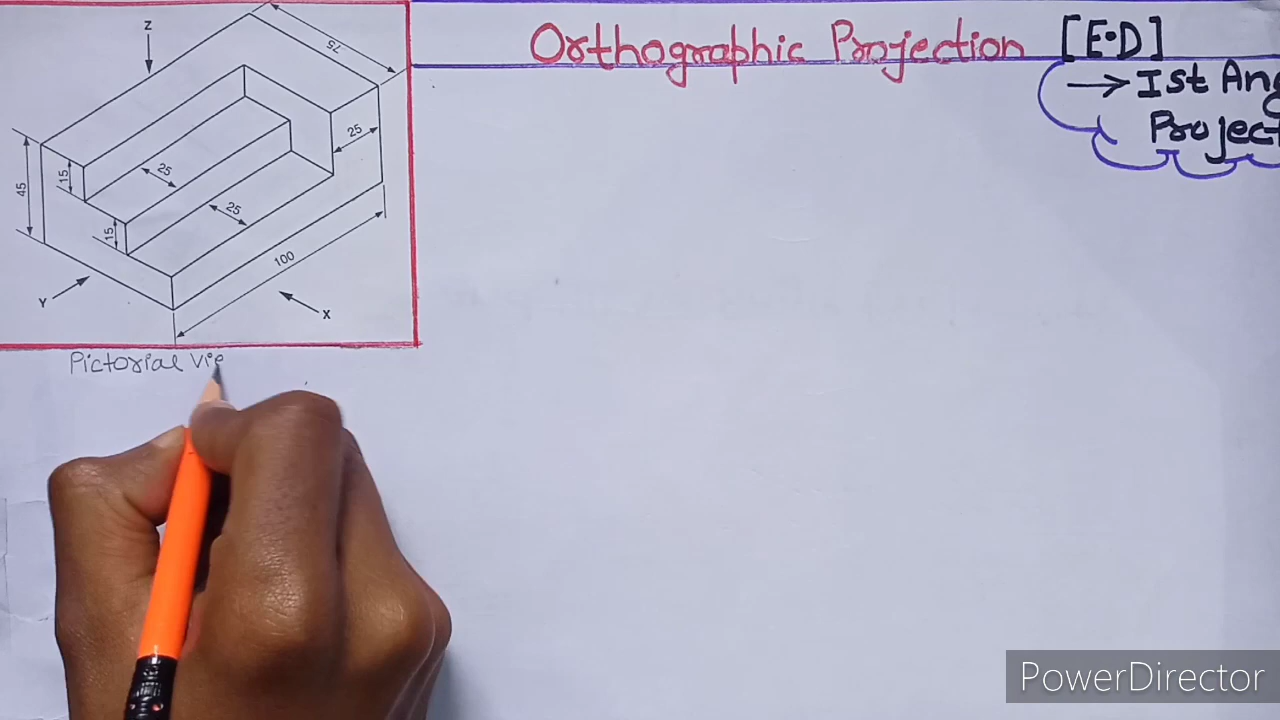 Orthographic Projection [E.D]
→ Ist Ang
Project
Z
75
25
25
25
15
15
45
100
Y
X
Pictorial Vie
PowerDirector